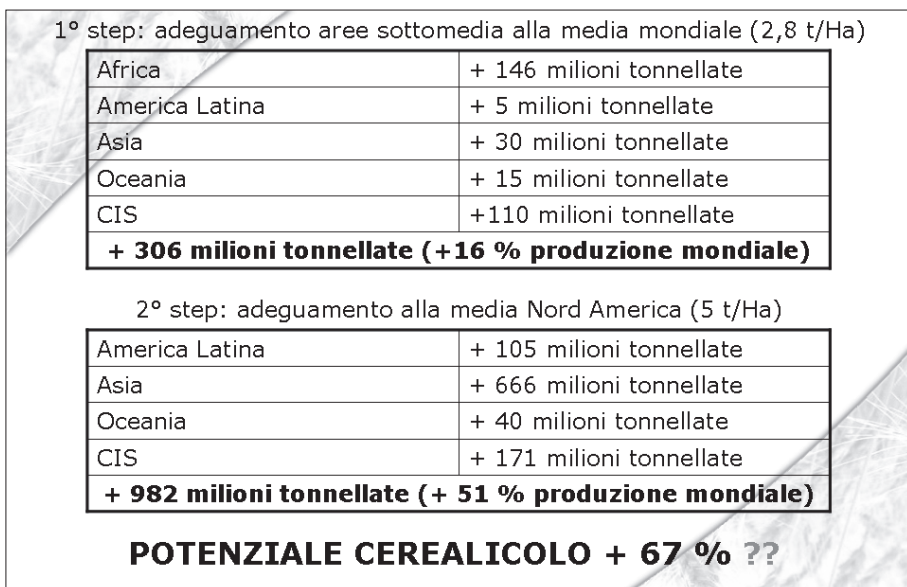 1° step: adeguamento aree sottomedia alla media mondiale (2,8 t/Ha)
Africa + 146 milioni tonnellate
America Latina + 5 milioni tonnellate
Asia + 30 milioni tonnellate
Oceania + 15 milioni tonnellate
CIS +110 milioni tonnellate
+ 306 milioni tonnellate (+16 % produzione mondiale)
2° step: adeguamento alla media Nord America (5 t/Ha)
America Latina + 105 milioni tonnellate
Asia + 666 milioni tonnellate
Oceania + 40 milioni tonnellate
CIS + 171 milioni tonnellate
+ 982 milioni tonnellate (+ 51 % produzione mondiale)
POTENZIALE CEREALICOLO + 67 % ??